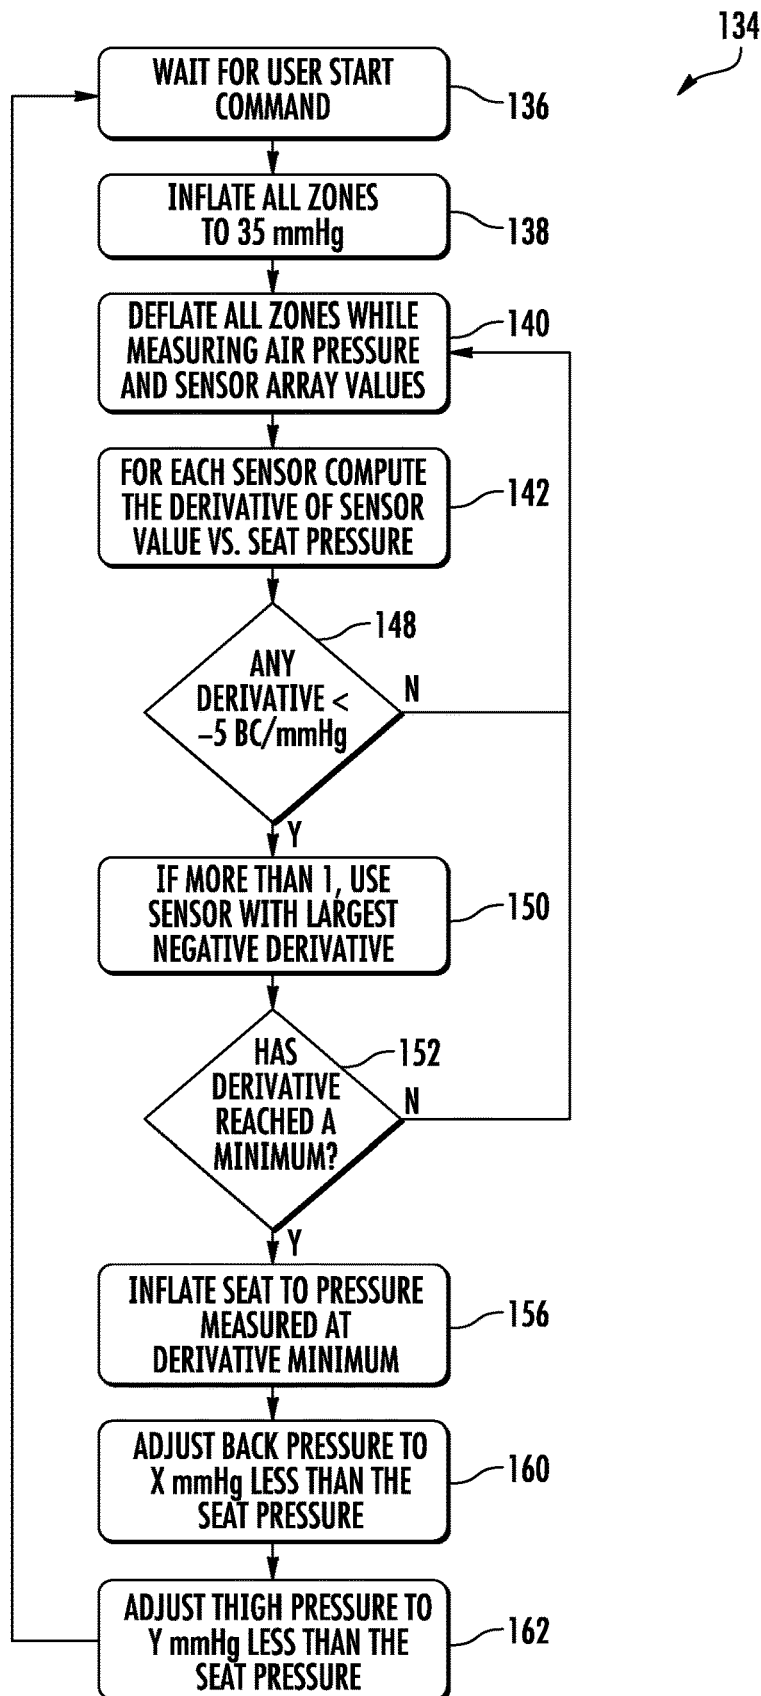 134
WAIT FOR USER START
COMMAND
136
INFLATE ALL ZONES
TO 35 mmHg
138
DEFLATE ALL ZONES WHILE
MEASURING AIR PRESSURE
AND SENSOR ARRAY VALUES
140
FOR EACH SENSOR COMPUTE
THE DERIVATIVE OF SENSOR
VALUE VS. SEAT PRESSURE
142
148
ANY
DERIVATIVE <
–5 BC/mmHg
N
Y
IF MORE THAN 1, USE
SENSOR WITH LARGEST
NEGATIVE DERIVATIVE
150
152
HAS
DERIVATIVE
REACHED A
MINIMUM?
N
Y
INFLATE SEAT TO PRESSURE
MEASURED AT
DERIVATIVE MINIMUM
156
ADJUST BACK PRESSURE TO
X mmHg LESS THAN THE
SEAT PRESSURE
160
ADJUST THIGH PRESSURE TO
Y mmHg LESS THAN THE
SEAT PRESSURE
162